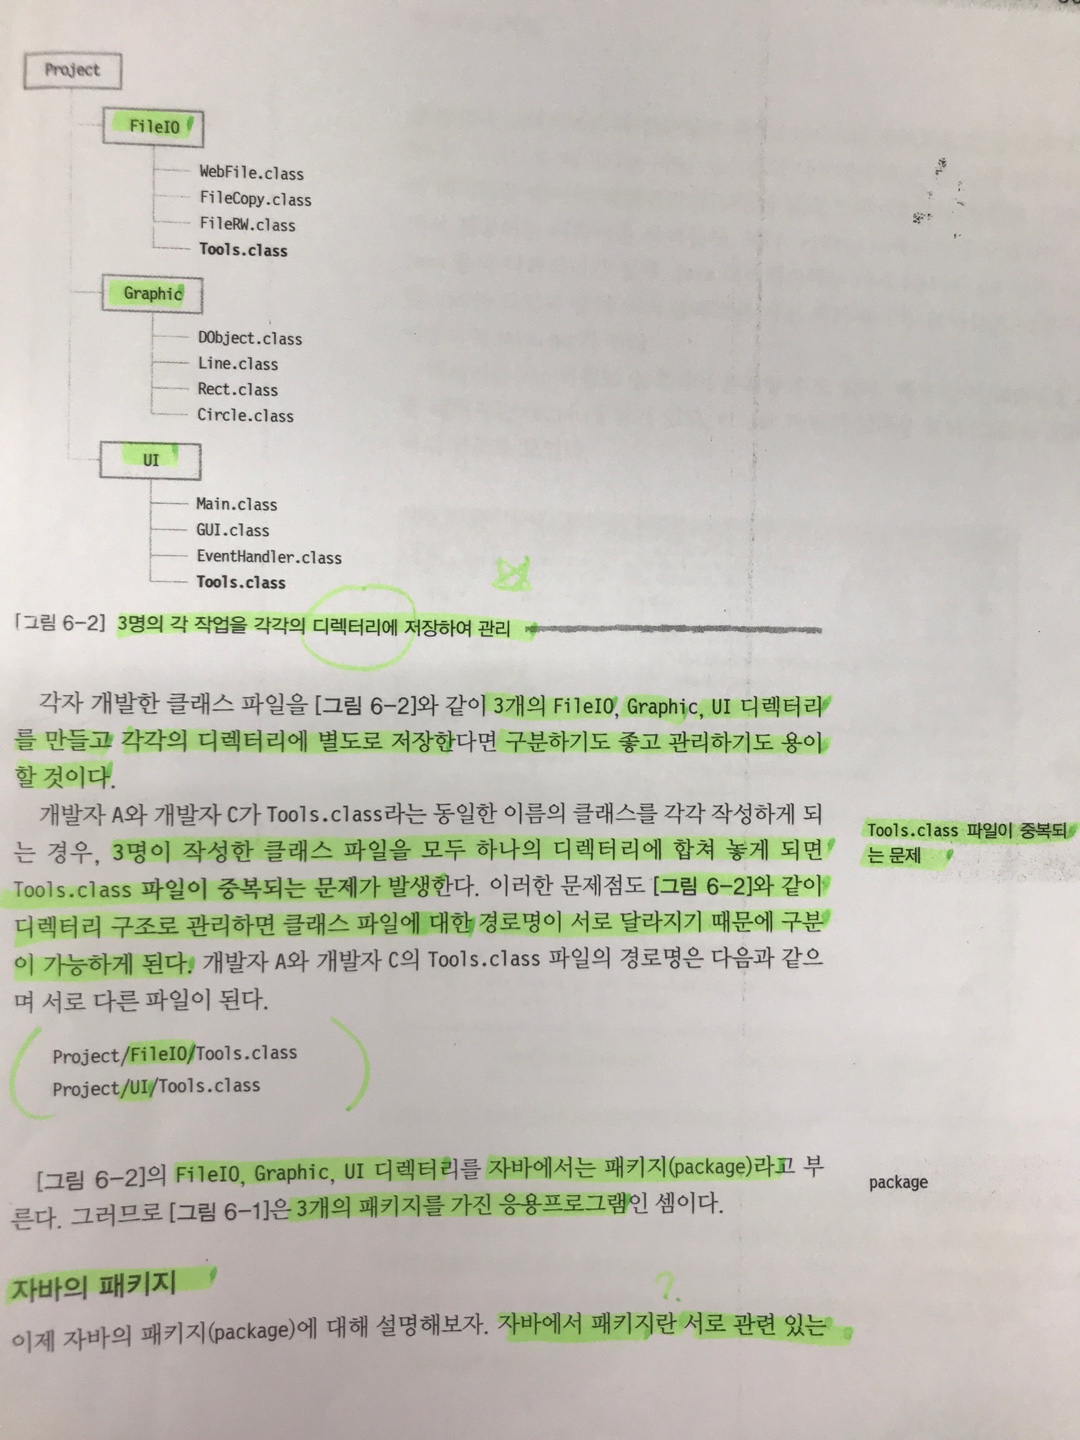 Project
FileIO
WebFile.class
FileCopy.class
FileRW.class
Tools.class
Graphic
DObject.class
Line.class
Rect.class
Circle.class
UI
Main.class
GUI.class
EventHandler.class
Tools.class
[그림 6-2] 3명의 각 작업을 각각의 디렉터리에 저장하여 관리
각자 개발한 클래스 파일을 [그림 6-2]와 같이 3개의 FileIO, Graphic, UI 디렉터리
를 만들고 각각의 디렉터리에 별도로 저장한다면 구분하기도 좋고 관리하기도 용이
할 것이다.
개발자 A와 개발자 C가 Tools.class라는 동일한 이름의 클래스를 각각 작성하게 되
는 경우, 3명이 작성한 클래스 파일을 모두 하나의 디렉터리에 합쳐 놓게 되면
Tools.class 파일이 중복되는 문제가 발생한다. 이러한 문제점도 [그림 6-2]와 같이
디렉터리 구조로 관리하면 클래스 파일에 대한 경로명이 서로 달라지기 때문에 구분
이 가능하게 된다. 개발자 A와 개발자 C의 Tools.class 파일의 경로명은 다음과 같으
며 서로 다른 파일이 된다.
Tools.class 파일이 중복되
는 문제
Project/FileIO/Tools.class
Project/UI/Tools.class
[그림 6-2]의 FileIO, Graphic, UI 디렉터리를 자바에서는 패키지(package)라고 부
른다. 그러므로 [그림 6-1]은 3개의 패키지를 가진 응용프로그램인 셈이다.
package
자바의 패키지
?
이제 자바의 패키지(package)에 대해 설명해보자. 자바에서 패키지란 서로 관련 있는